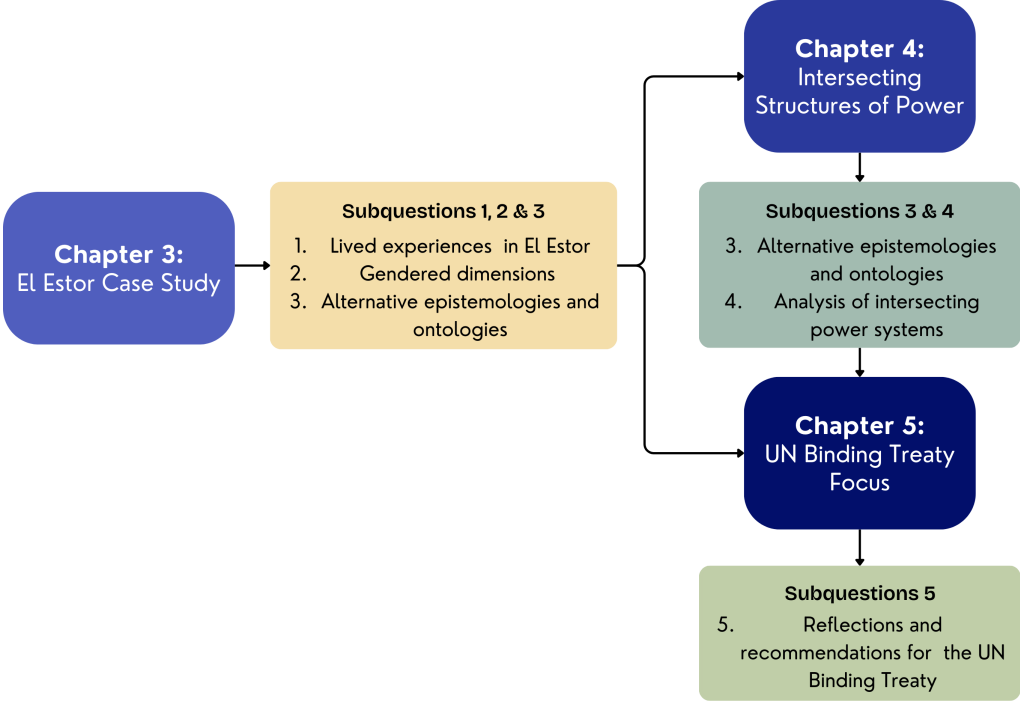 Chapter 3:
El Estor Case Study
Subquestions 1, 2 & 3
1. Lived experiences in El Estor
2. Gendered dimensions
3. Alternative epistemologies and
ontologies
Chapter 4:
Intersecting
Structures of Power
Subquestions 3 & 4
3. Alternative epistemologies
and ontologies
4. Analysis of intersecting
power systems
Chapter 5:
UN Binding Treaty
Focus
Subquestions 5
5. Reflections and
recommendations for the UN
Binding Treaty